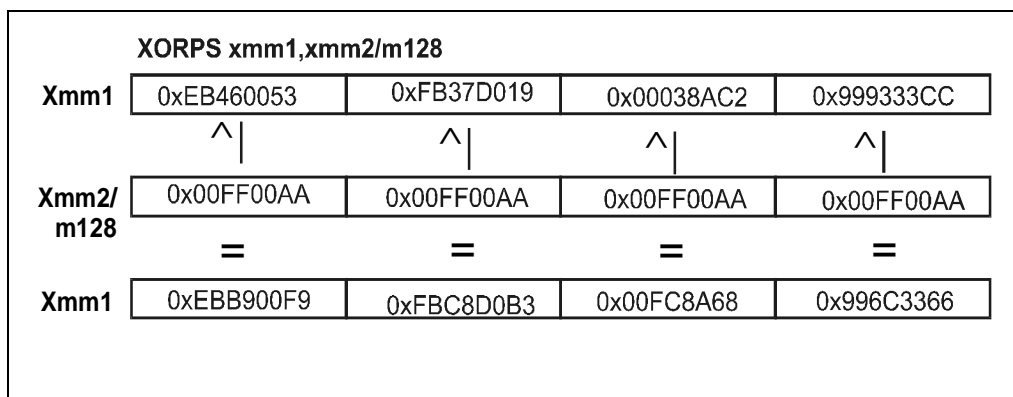 XORPS xmm1,xmm2/m128
Xmm1 0xEB460053 0xFB37D019 0x00038AC2 0x999333CC
^| ^| ^| ^|
Xmm2/ 0x00FF00AA 0x00FF00AA 0x00FF00AA 0x00FF00AA
m128
= = = =
Xmm1 0xEBB900F9 0xFBC8D0B3 0x00FC8A68 0x996C3366